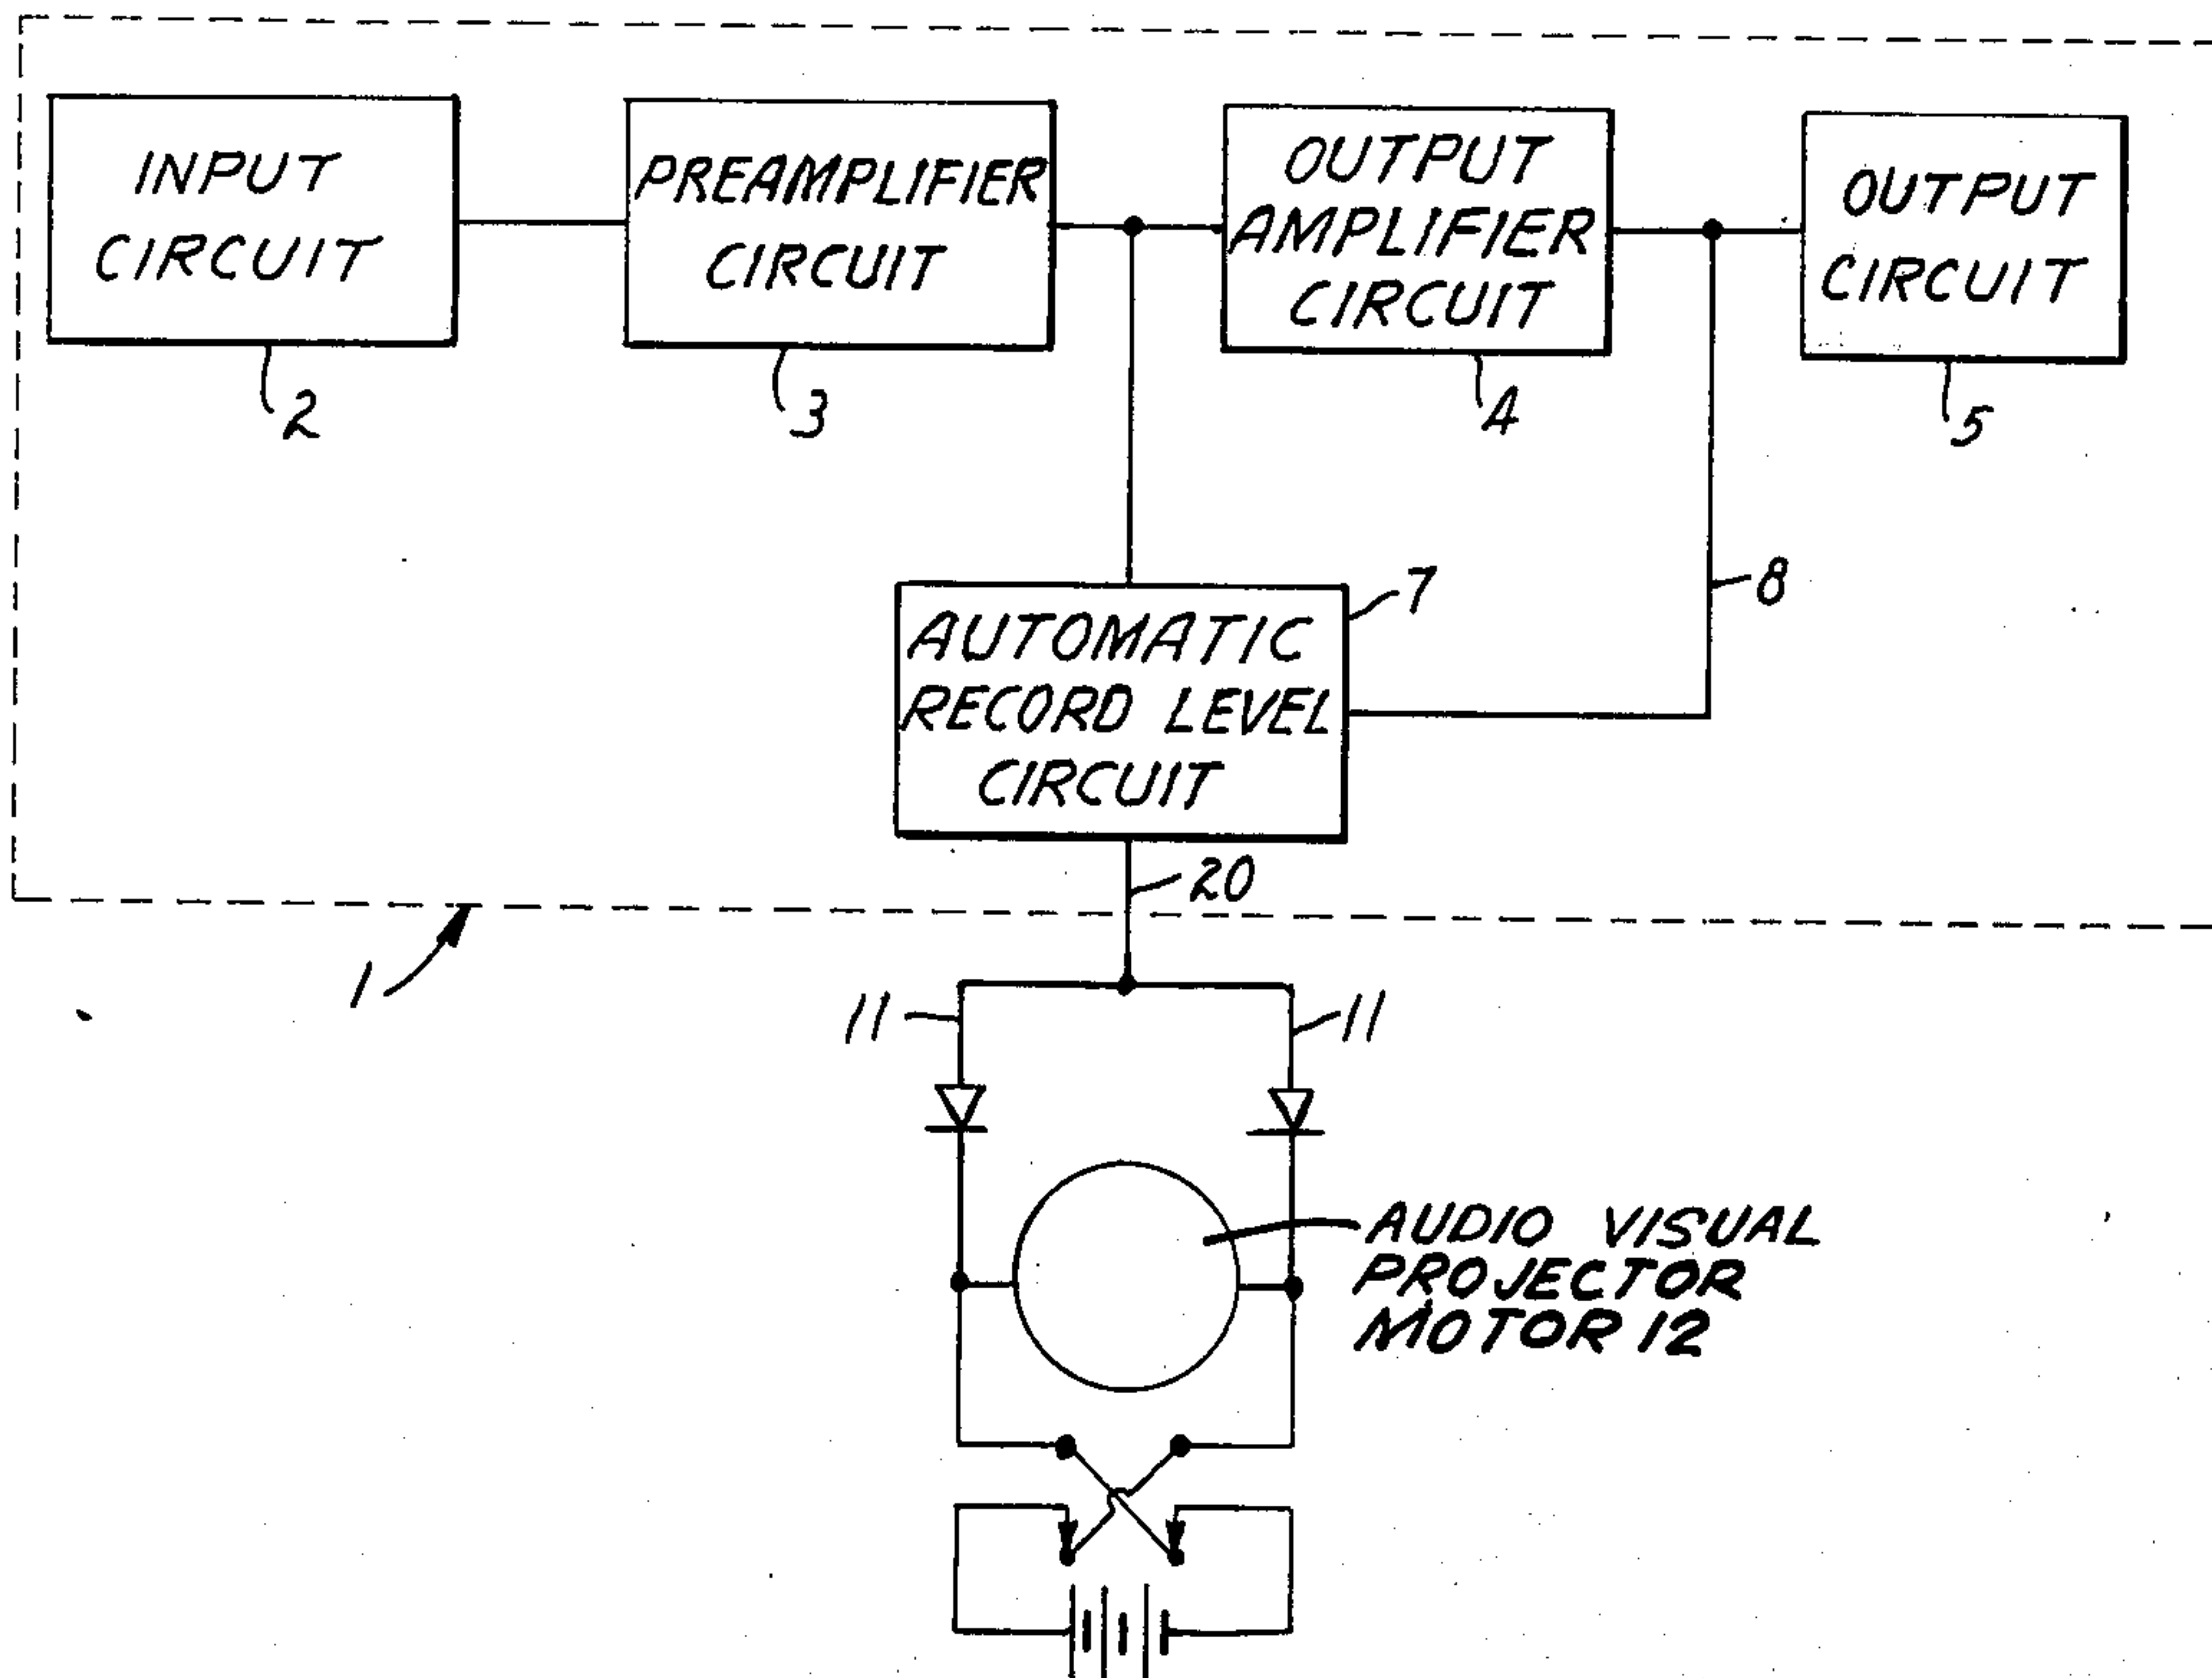 INPUT
CIRCUIT
2
PREAMPLIFIER
CIRCUIT
3
OUTPUT
AMPLIFIER
CIRCUIT
4
OUTPUT
CIRCUIT
5
AUTOMATIC
RECORD LEVEL
CIRCUIT
7
8
20
1
11
11
AUDIO VISUAL
PROJECTOR
MOTOR 12